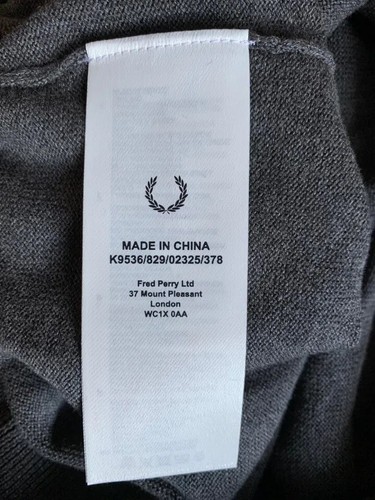 MADE IN CHINA
K9536/829/02325/378
Fred Perry Ltd
37 Mount Pleasant
London
WC1X 0AA